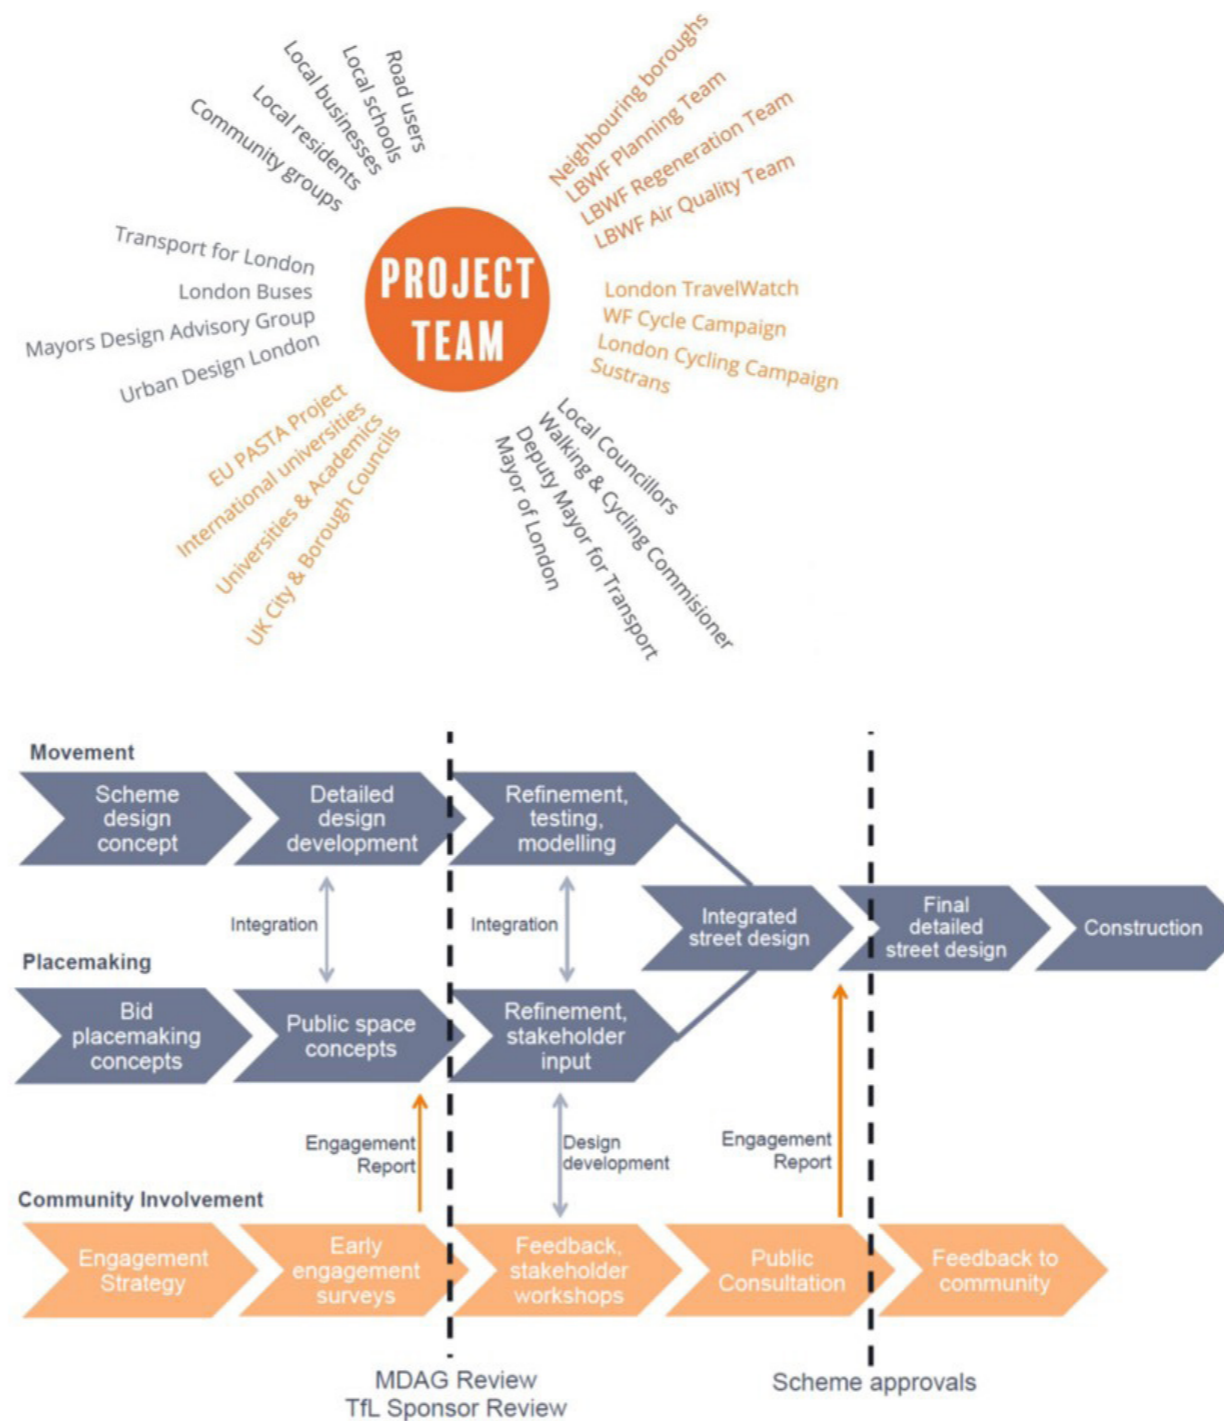 Road users
Local schools
Local businesses
Local residents
Community groups
Neighbouring boroughs
LBWF Planning Team
LBWF Regeneration Team
LBWF Air Quality Team
Transport for London
London Buses
Mayors Design Advisory Group
Urban Design London
PROJECT
TEAM
London TravelWatch
WF Cycle Campaign
London Cycling Campaign
Sustrans
EU PASTA Project
International universities
Universities & Academics
UK City & Borough Councils
Local Councillors
Walking & Cycling Commisioner
Deputy Mayor for Transport
Mayor of London
Movement
Scheme
design
concept
Detailed
design
development
Refinement,
testing,
modelling
Integration
Integration
Integrated
street design
Final
detailed
street design
Construction
Placemaking
Bid
placemaking
concepts
Public space
concepts
Refinement,
stakeholder
input
Engagement
Report
Design
development
Engagement
Report
Community Involvement
Engagement
Strategy
Early
engagement
surveys
Feedback,
stakeholder
workshops
Public
Consultation
Feedback to
community
MDAG Review
TfL Sponsor Review
Scheme approvals